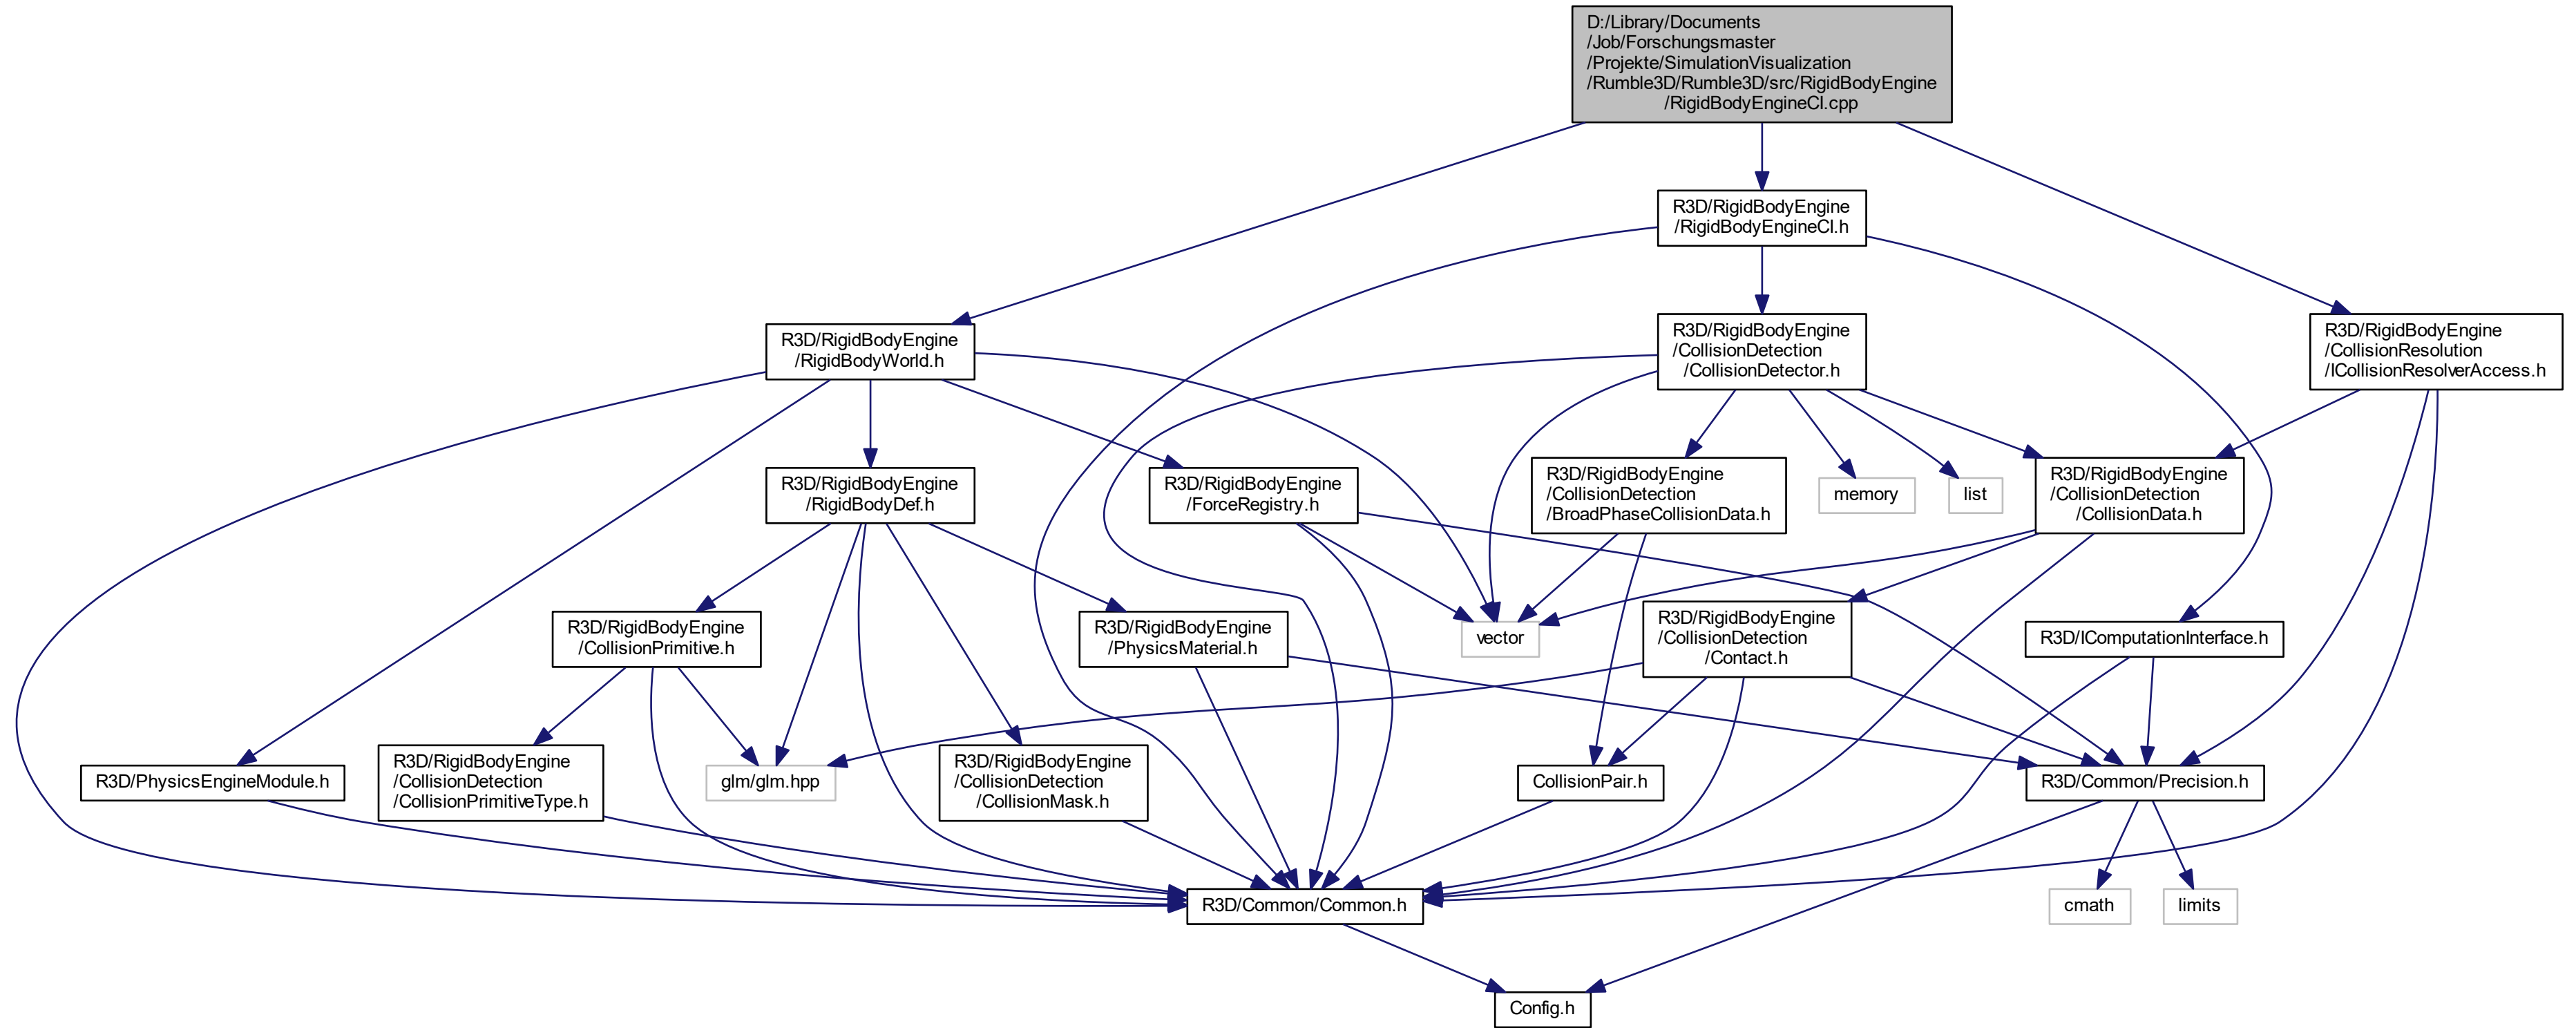 D:/Library/Documents
/Job/Forschungsmaster
/Projekte/SimulationVisualization
/Rumble3D/Rumble3D/src/RigidBodyEngine
/RigidBodyEngineCI.cpp
R3D/RigidBodyEngine
/RigidBodyEngineCI.h
R3D/RigidBodyEngine
/RigidBodyWorld.h
R3D/RigidBodyEngine
/CollisionDetection
/CollisionDetector.h
R3D/RigidBodyEngine
/CollisionResolution
/ICollisionResolverAccess.h
R3D/RigidBodyEngine
/RigidBodyDef.h
R3D/RigidBodyEngine
/ForceRegistry.h
R3D/RigidBodyEngine
/CollisionDetection
/BroadPhaseCollisionData.h
memory
list
R3D/RigidBodyEngine
/CollisionDetection
/CollisionData.h
R3D/RigidBodyEngine
/CollisionPrimitive.h
R3D/RigidBodyEngine
/PhysicsMaterial.h
vector
R3D/RigidBodyEngine
/CollisionDetection
/Contact.h
R3D/IComputationInterface.h
R3D/PhysicsEngineModule.h
R3D/RigidBodyEngine
/CollisionDetection
/CollisionPrimitiveType.h
glm/glm.hpp
R3D/RigidBodyEngine
/CollisionDetection
/CollisionMask.h
CollisionPair.h
R3D/Common/Precision.h
R3D/Common/Common.h
cmath
limits
Config.h